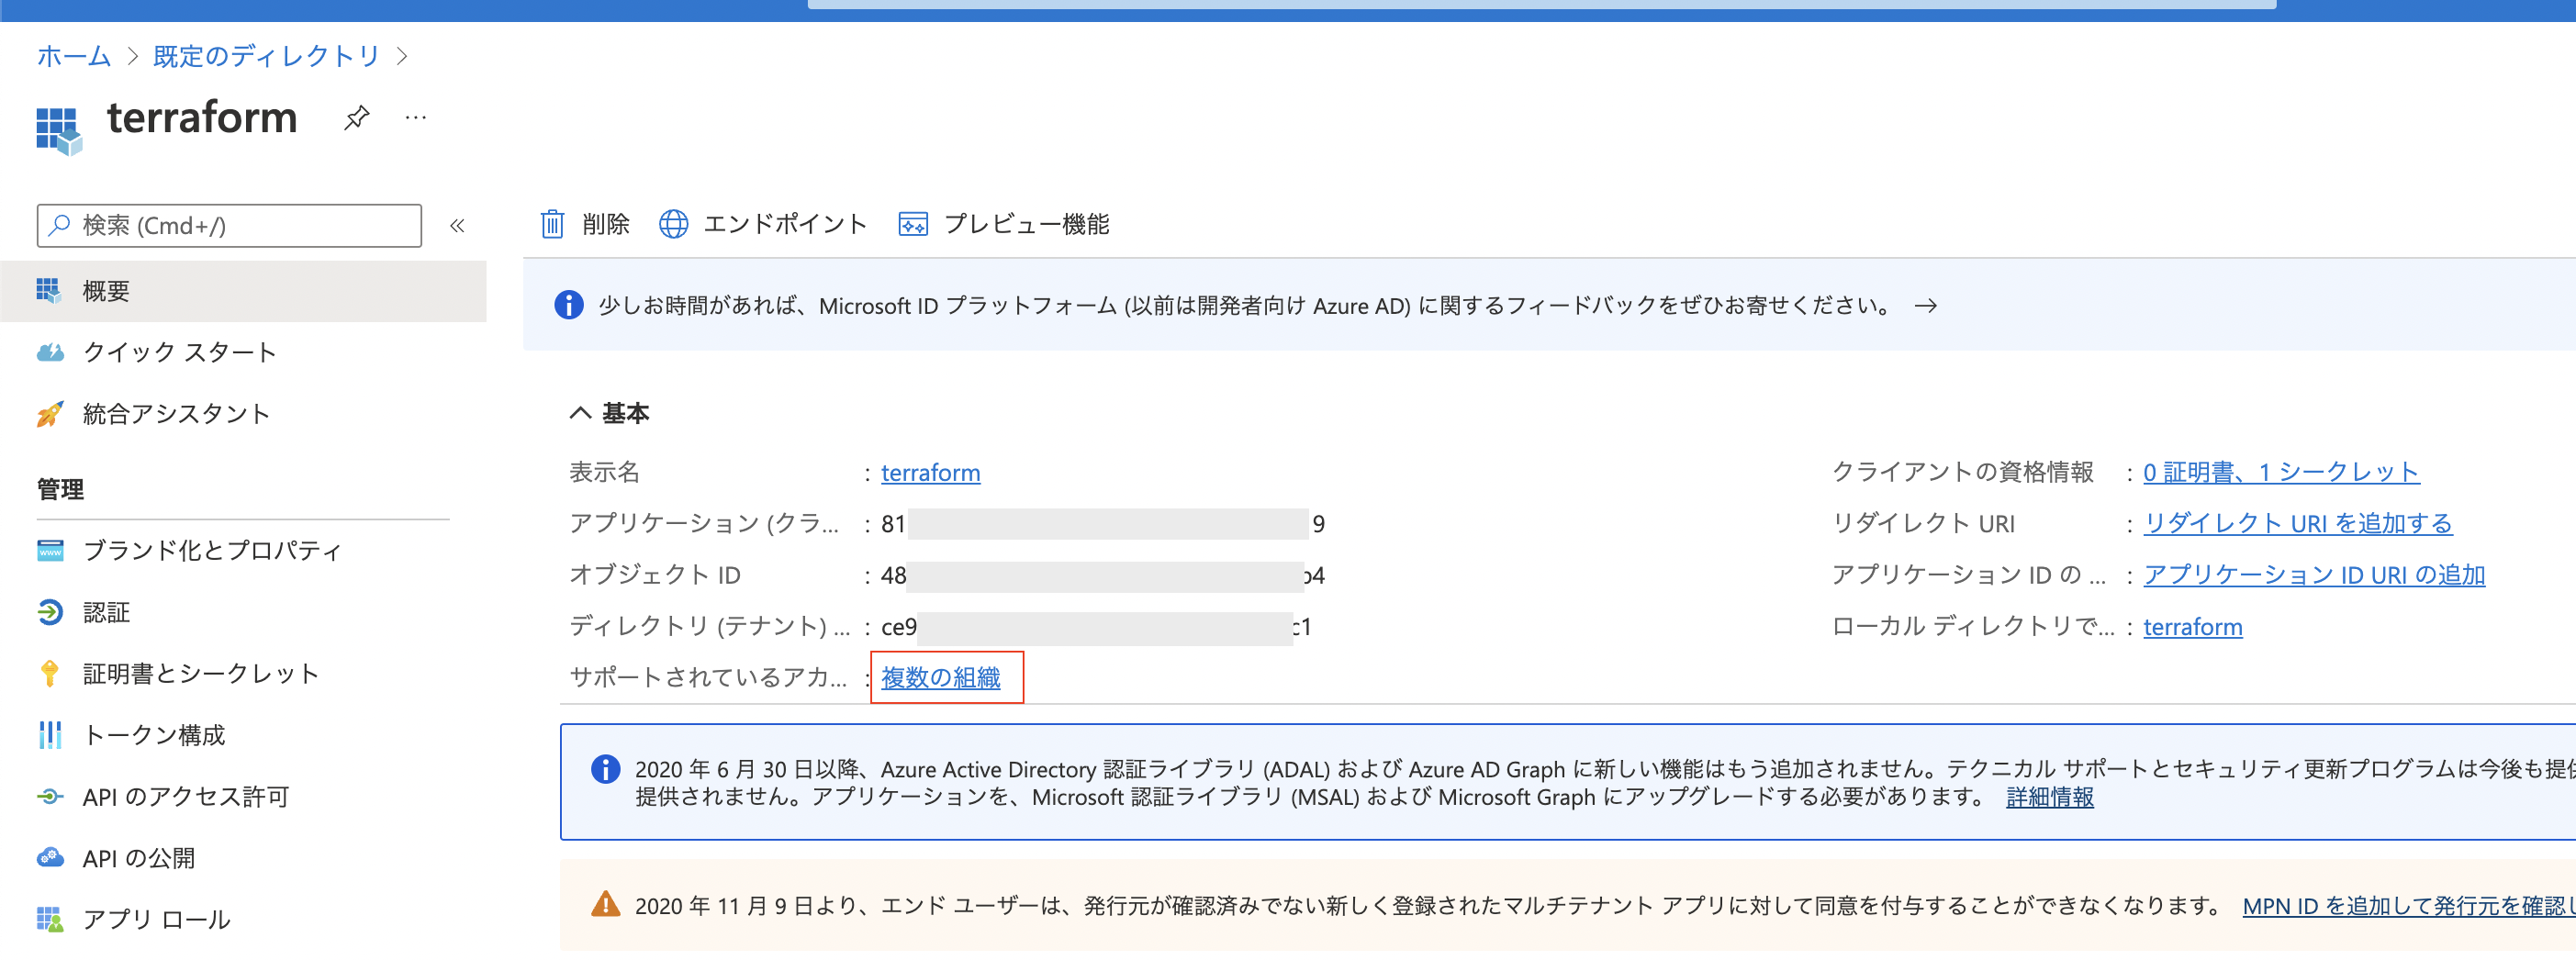 ホーム > 既定のディレクトリ >
terraform
検索 (Cmd+/)
«
削除 エンドポイント プレビュー機能
概要
少しお時間があれば、Microsoft ID プラットフォーム (以前は開発者向け Azure AD) に関するフィードバックをぜひお寄せください。 →
クイック スタート
統合アシスタント
管理
ブランド化とプロパティ
認証
証明書とシークレット
トークン構成
API のアクセス許可
API の公開
アプリ ロール
基本
表示名 : terraform
アプリケーション (クラ... : 81 9
オブジェクト ID : 48 b4
ディレクトリ (テナント) ... : ce9 c1
サポートされているアカ... : 複数の組織
クライアントの資格情報 : 0 証明書、1 シークレット
リダイレクト URI : リダイレクト URI を追加する
アプリケーション ID の ... : アプリケーション ID URI の追加
ローカル ディレクトリで... : terraform
2020 年 6 月 30 日以降、Azure Active Directory 認証ライブラリ (ADAL) および Azure AD Graph に新しい機能はもう追加されません。テクニカル サポートとセキュリティ更新プログラムは今後も提供
提供されません。アプリケーションを、Microsoft 認証ライブラリ (MSAL) および Microsoft Graph にアップグレードする必要があります。 詳細情報
2020 年 11 月 9 日より、エンド ユーザーは、発行元が確認済みでない新しく登録されたマルチテナント アプリに対して同意を付与することができなくなります。 MPN ID を追加して発行元を確認し